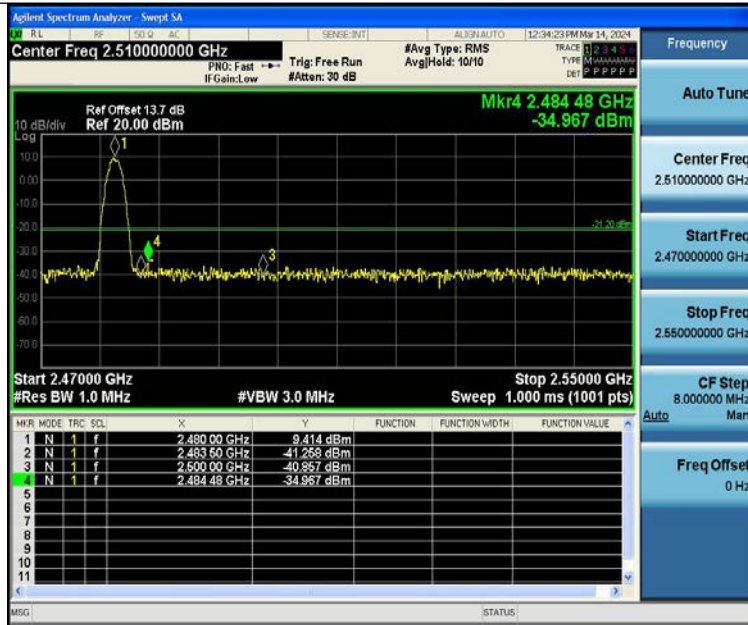 Agilent Spectrum Analyzer - Swept SA
RL RF 50 Ω AC SENSE:INT ALIGN AUTO 12:34:23 PM Mar 14, 2024
Center Freq 2.510000000 GHz
PNO: Fast
IFGain:Low
Trig: Free Run
#Atten: 30 dB
#Avg Type: RMS
Avg|Hold: 10/10
TRACE 1 2 3 4 5 6
TYPE MWWWWW
DET P P P P P P
Ref Offset 13.7 dB
10 dB/div Ref 20.00 dBm
Log
Mkr4 2.484 48 GHz
-34.967 dBm
10.0
0.00
-10.0
-20.0
-30.0
-40.0
-50.0
-60.0
-70.0
1
4
3
-21.20 dBm
Start 2.47000 GHz Stop 2.55000 GHz
#Res BW 1.0 MHz #VBW 3.0 MHz Sweep 1.000 ms (1001 pts)
MKR MODE TRC SCL X Y FUNCTION FUNCTION WIDTH FUNCTION VALUE
1 N 1 f 2.480 00 GHz 9.414 dBm
2 N 1 f 2.483 50 GHz -41.258 dBm
3 N 1 f 2.500 00 GHz -40.857 dBm
4 N 1 f 2.484 48 GHz -34.967 dBm
5
6
7
8
9
10
11
MSG STATUS
Frequency
Auto Tune
Center Freq
2.510000000 GHz
Start Freq
2.470000000 GHz
Stop Freq
2.550000000 GHz
CF Step
8.000000 MHz
Auto Man
Freq Offset
0 Hz